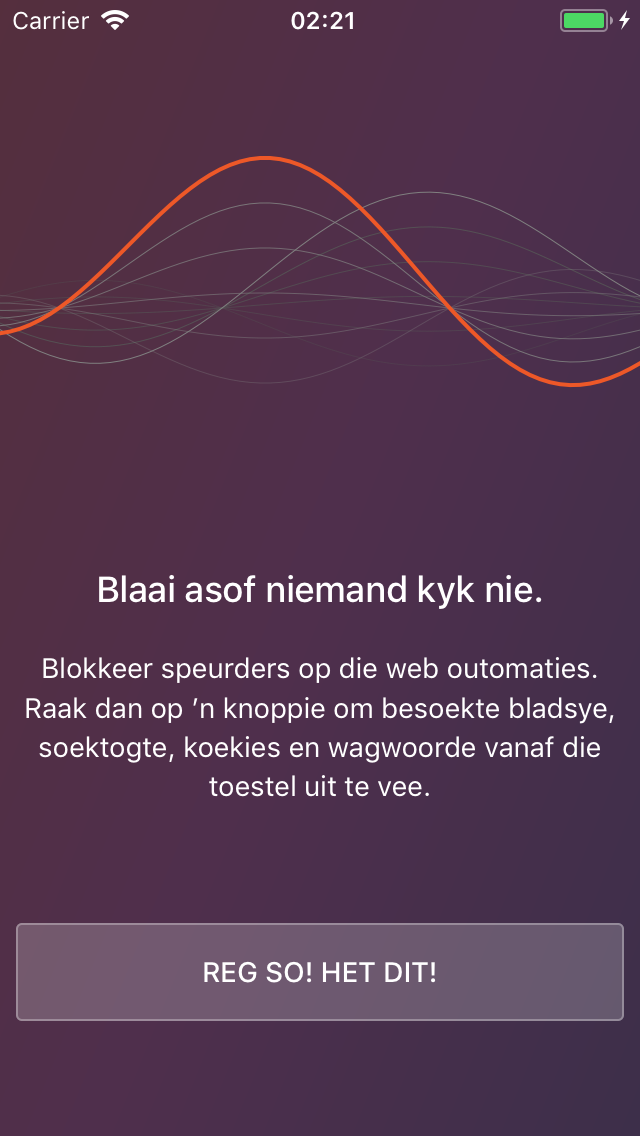 Carrier 02:21
Blaai asof niemand kyk nie.
Blokkeer speurders op die web outomaties.
Raak dan op ’n knoppie om besoekte bladsye,
soektogte, koekies en wagwoorde vanaf die
toestel uit te vee.
REG SO! HET DIT!